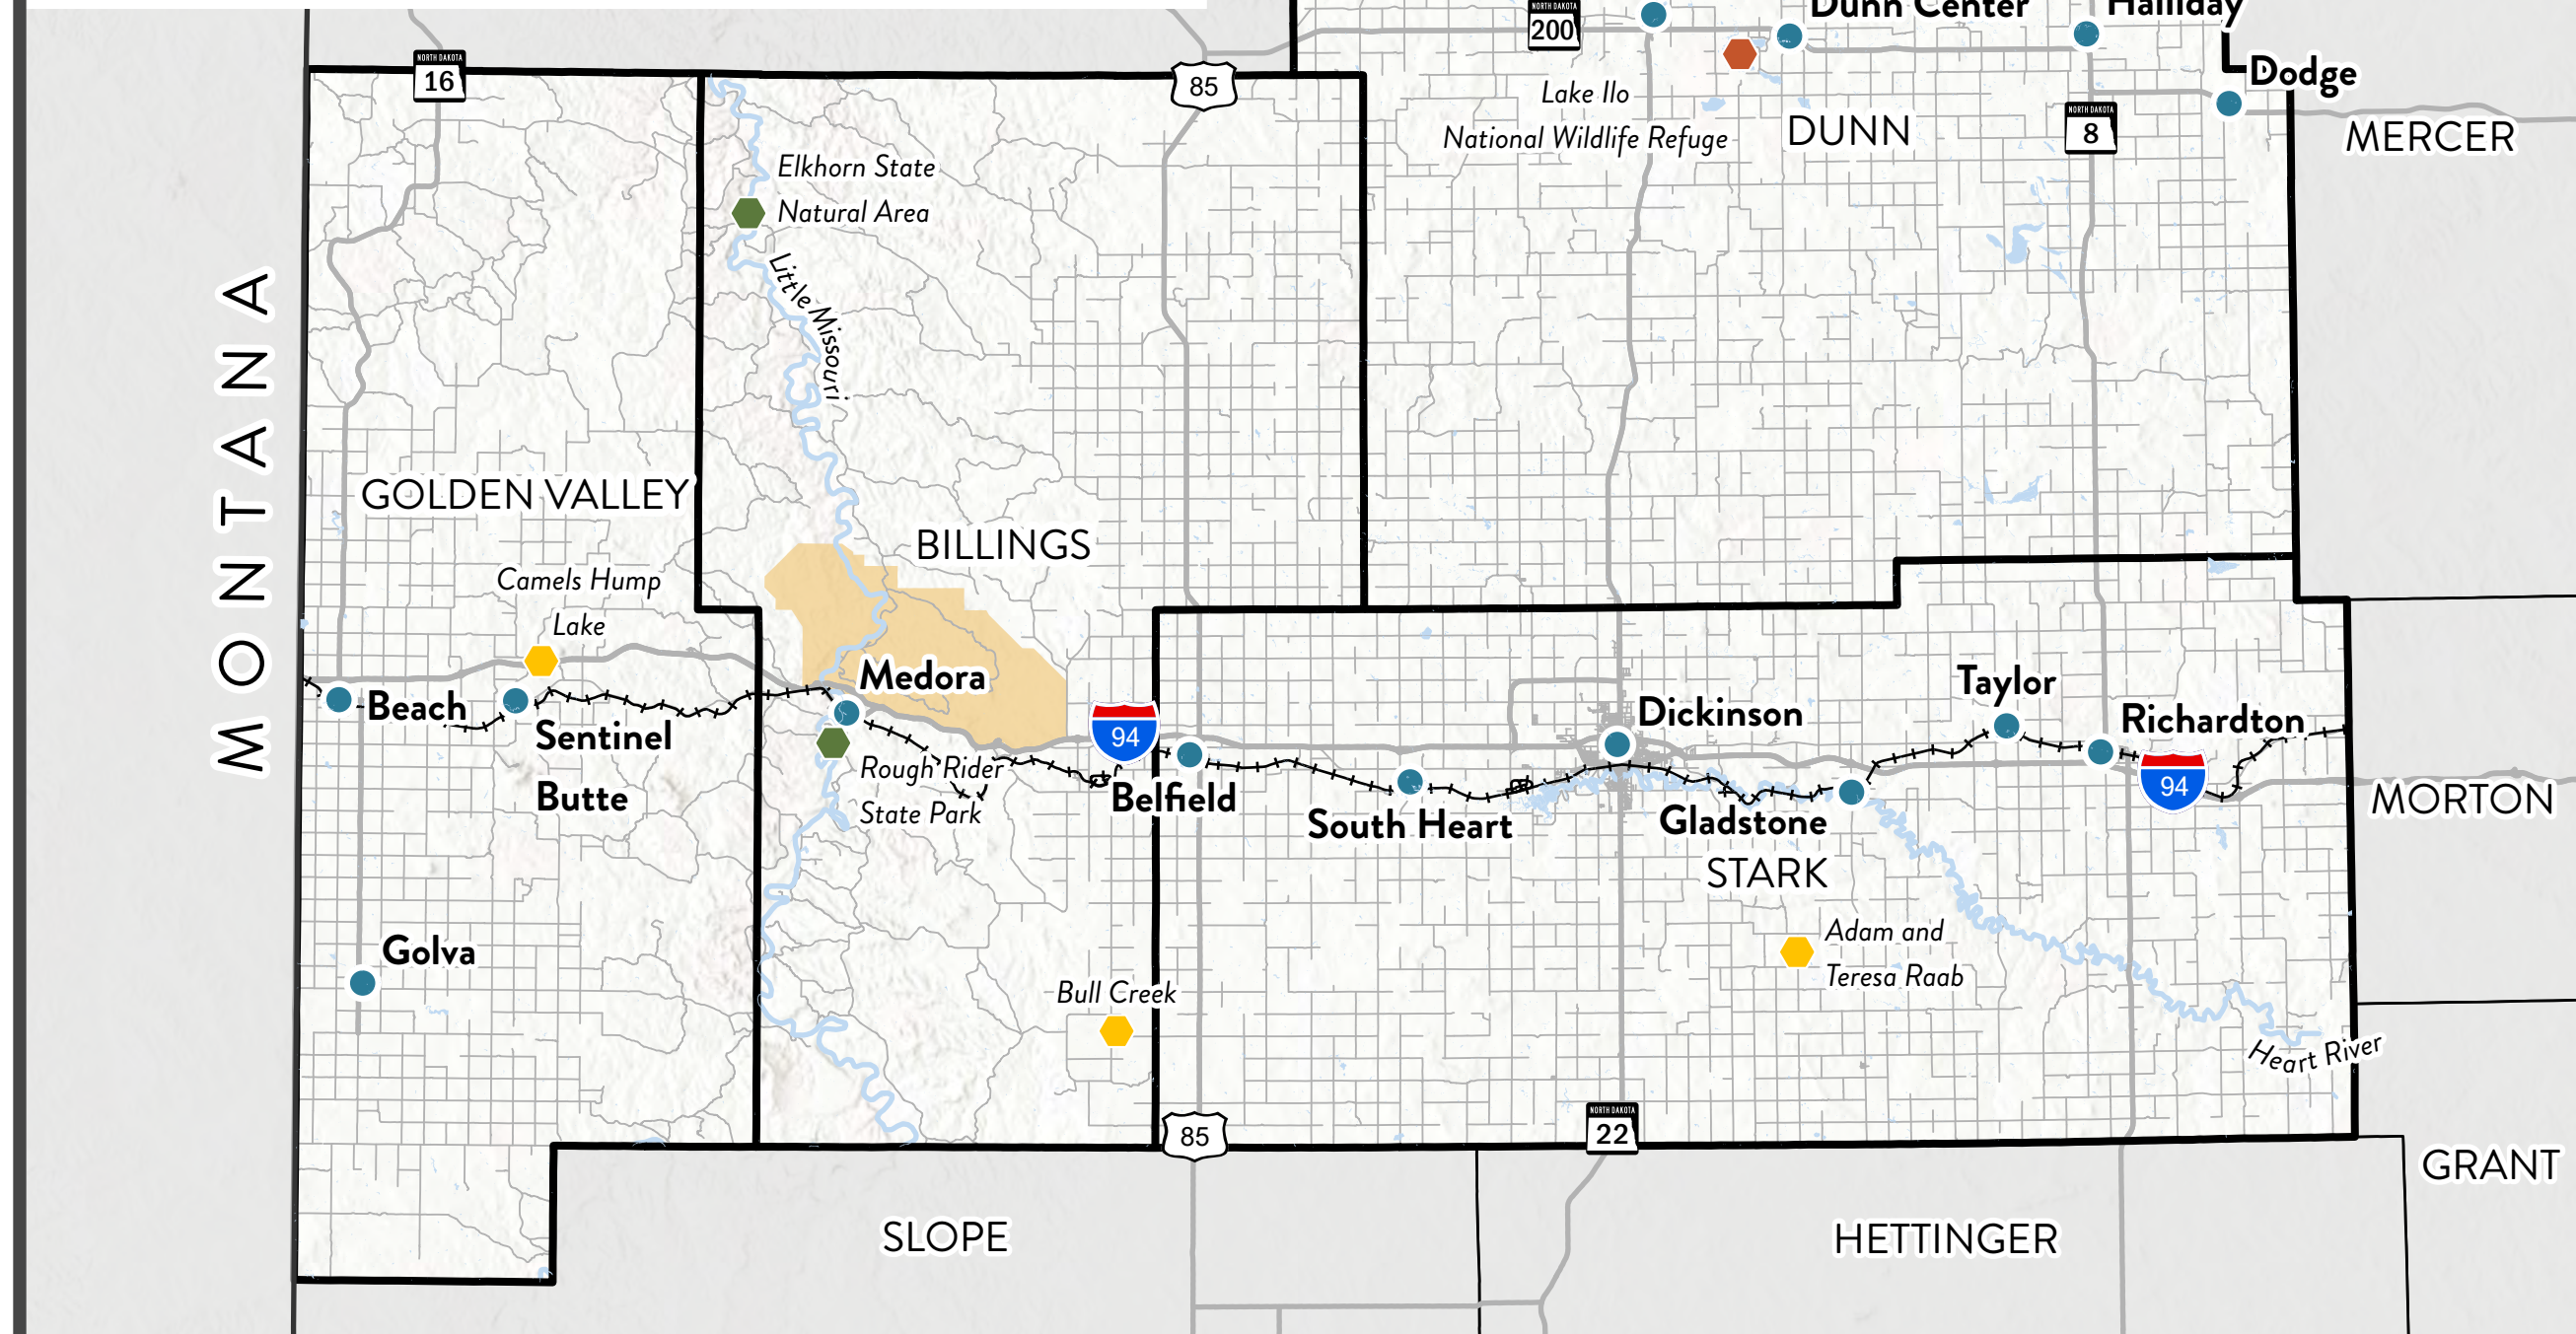 Dunn Center
Halliday
NORTH DAKOTA
200
Dodge
NORTH DAKOTA
16
85
Lake Ilo
National Wildlife Refuge
DUNN
NORTH DAKOTA
8
MERCER
Elkhorn State
Natural Area
Little Missouri
MONTANA
GOLDEN VALLEY
BILLINGS
Camels Hump
Lake
Medora
Beach
Sentinel
Butte
94
Dickinson
Taylor
Richardton
Rough Rider
State Park
Belfield
South Heart
Gladstone
94
MORTON
STARK
Golva
Adam and
Teresa Raab
Bull Creek
Heart River
85
NORTH DAKOTA
22
GRANT
SLOPE
HETTINGER